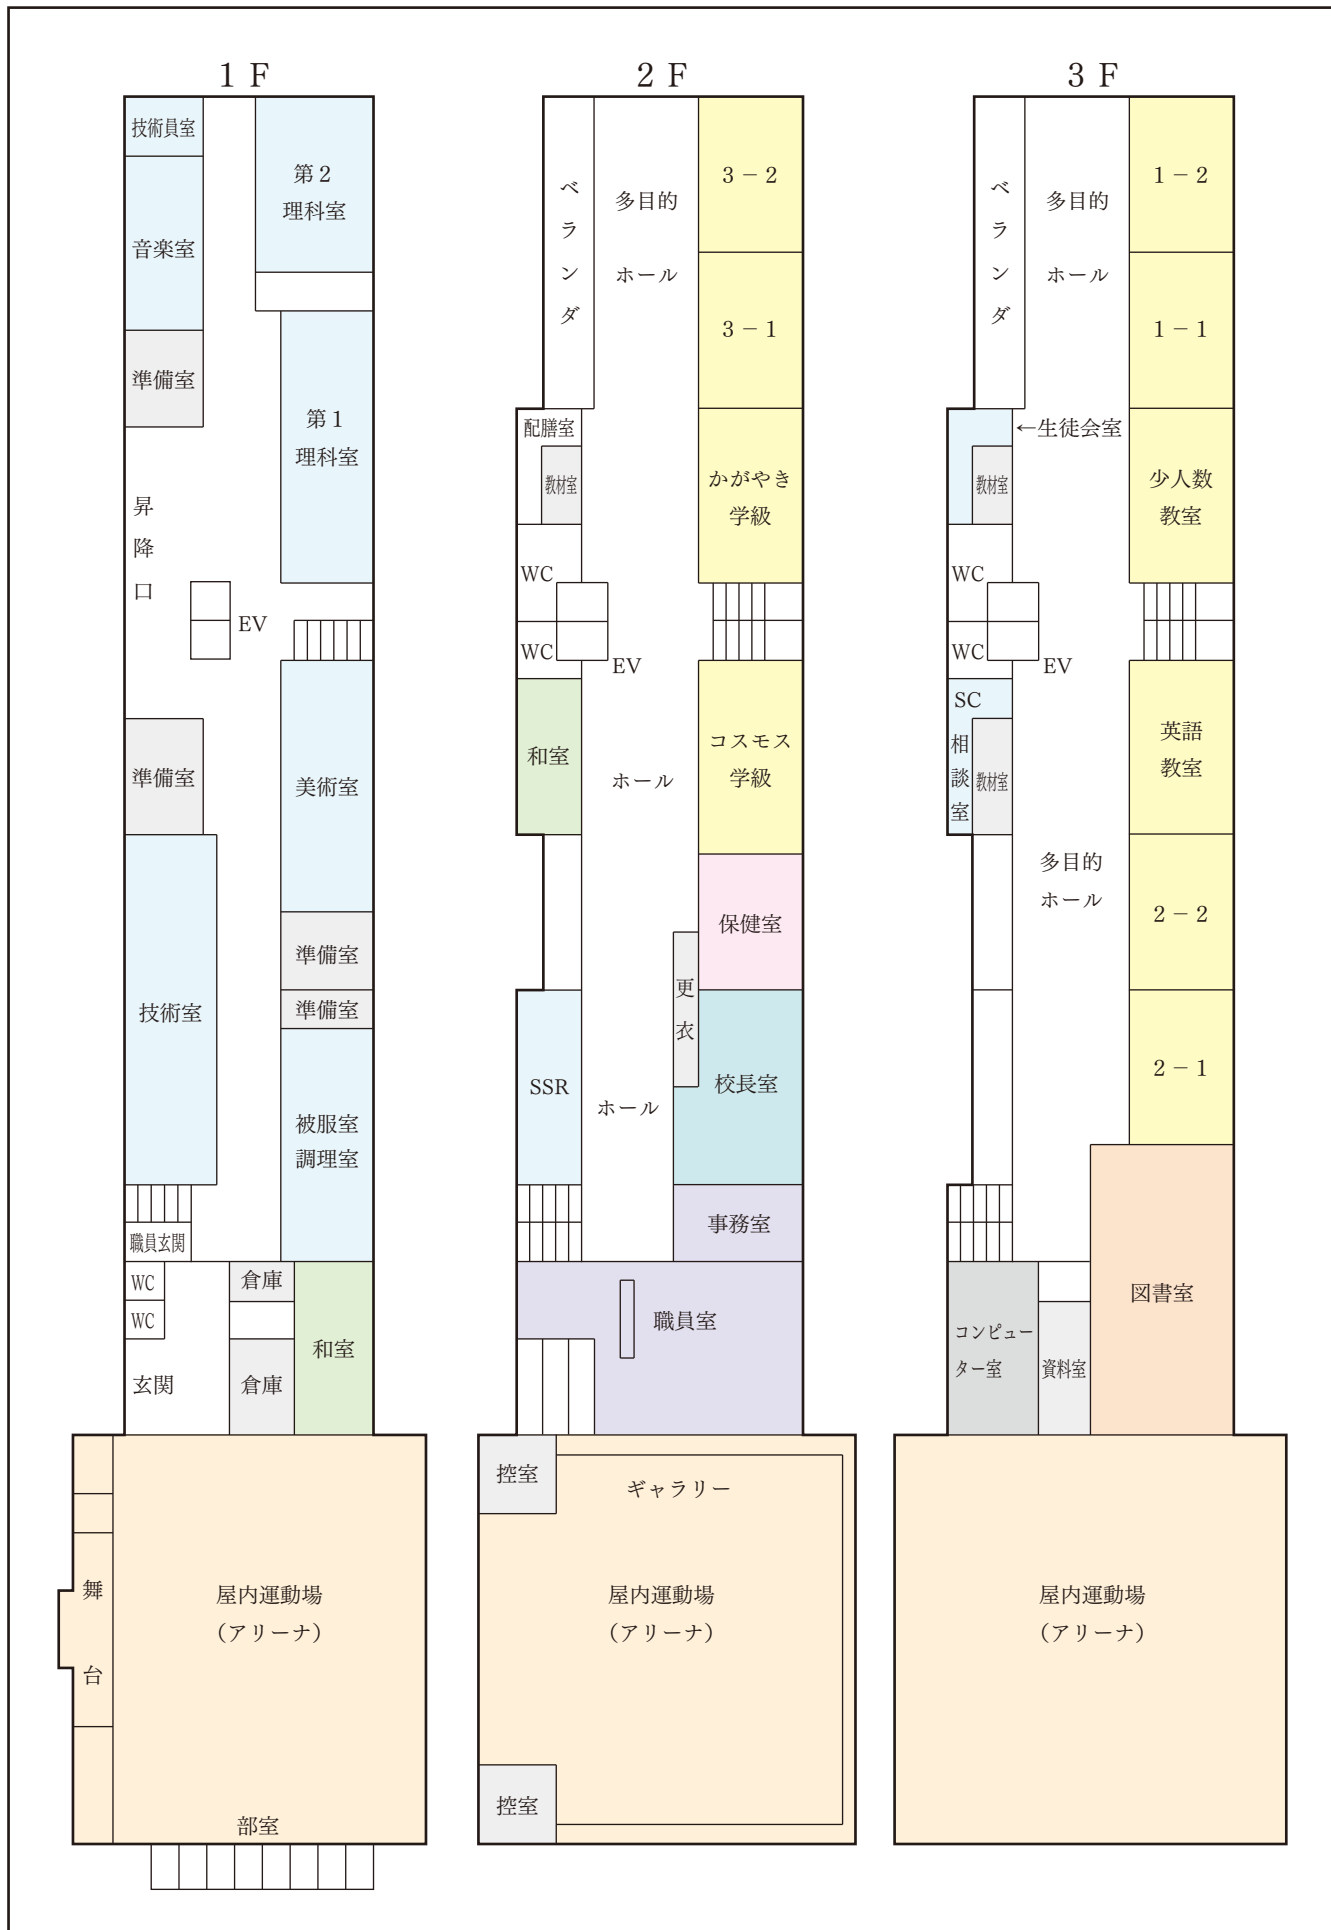 1 F
技術員室
音楽室
準備室
昇降口
EV
準備室
技術室
職員玄関
WC
WC
玄関
第2
理科室
第1
理科室
美術室
準備室
準備室
被服室
調理室
倉庫
倉庫
和室
舞台
屋内運動場
（アリーナ）
部室
2 F
ベランダ
多目的
ホール
3－2
3－1
配膳室
教材室
かがやき
学級
WC
WC
EV
和室
ホール
コスモス
学級
保健室
更衣
校長室
SSR
ホール
事務室
職員室
控室
ギャラリー
屋内運動場
（アリーナ）
控室
3 F
ベランダ
多目的
ホール
1－2
1－1
←生徒会室
教材室
少人数
教室
WC
WC
EV
SC
相談室
教材室
英語
教室
多目的
ホール
2－2
2－1
図書室
コンピュー
ター室
資料室
屋内運動場
（アリーナ）